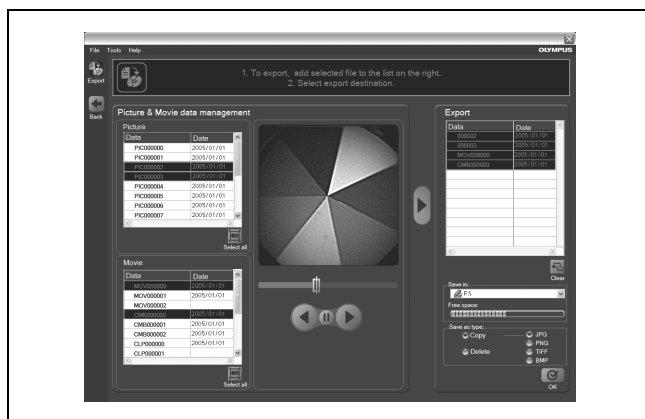 File Tools Help
OLYMPUS
Export
Back
1. To export, add selected file to the list on the right.
2. Select export destination.
Picture & Movie data management
Picture
Data Date
PIC000000 2005/01/01
PIC000001 2005/01/01
PIC000002 2005/01/01
PIC000003 2005/01/01
PIC000004 2005/01/01
PIC000005 2005/01/01
PIC000006 2005/01/01
PIC000007 2005/01/01
Select all
Movie
Data Date
MOV000000 2005/01/01
MOV000001 2005/01/01
MOV000002
CMB000000 2005/01/01
CMB000001 2005/01/01
CMB000002 2005/01/01
CLP000000 2005/01/01
CLP000001
Select all
Export
Data Date
000002 2005/01/01
000003 2005/01/01
MOV000000 2005/01/01
CMB000000 2005/01/01
Clear
Save in:
F:\
Free space:
Save as type:
Copy
Delete
JPG
PNG
TIFF
BMP
OK